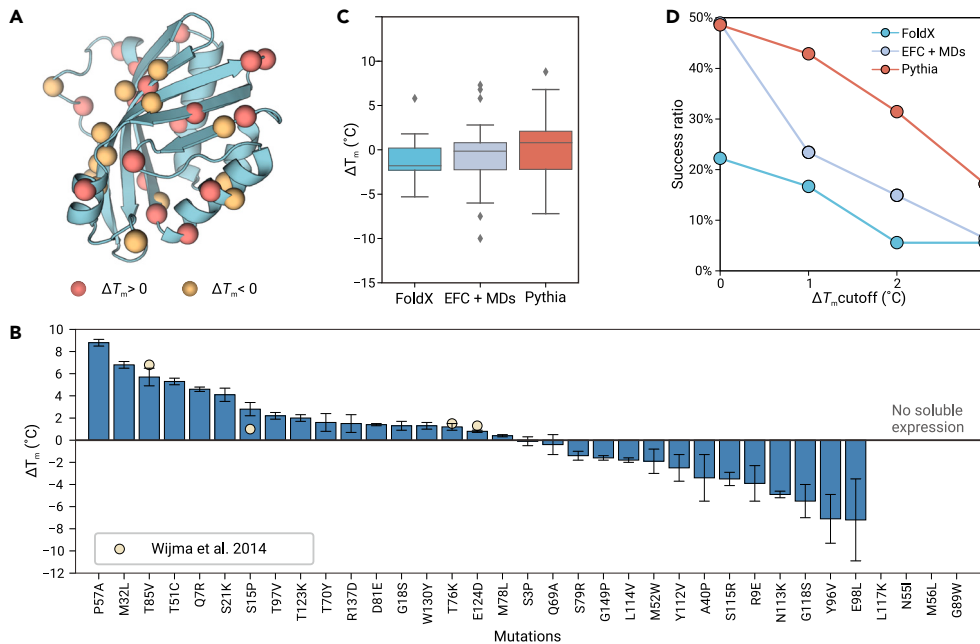 A
ΔTm> 0
ΔTm< 0
C
ΔTm (˚C)
10
5
0
−5
−10
−15
FoldX
EFC + MDs
Pythia
D
Success ratio
50%
40%
30%
20%
10%
0%
0
1
2
ΔTmcutoff (˚C)
FoldX
EFC + MDs
Pythia
B
ΔTm (˚C)
10
8
6
4
2
0
−2
−4
−6
−8
−10
−12
No soluble
expression
Wijma et al. 2014
P57A
M32L
T85V
T51C
Q7R
S21K
S15P
T97V
T123K
T70Y
R137D
D81E
G18S
W130Y
T76K
E124D
M78L
S3P
Q69A
S79R
G149P
L114V
M52W
Y112V
A40P
S115R
R9E
N113K
G118S
Y96V
E98L
L117K
N55I
M56L
G89W
Mutations